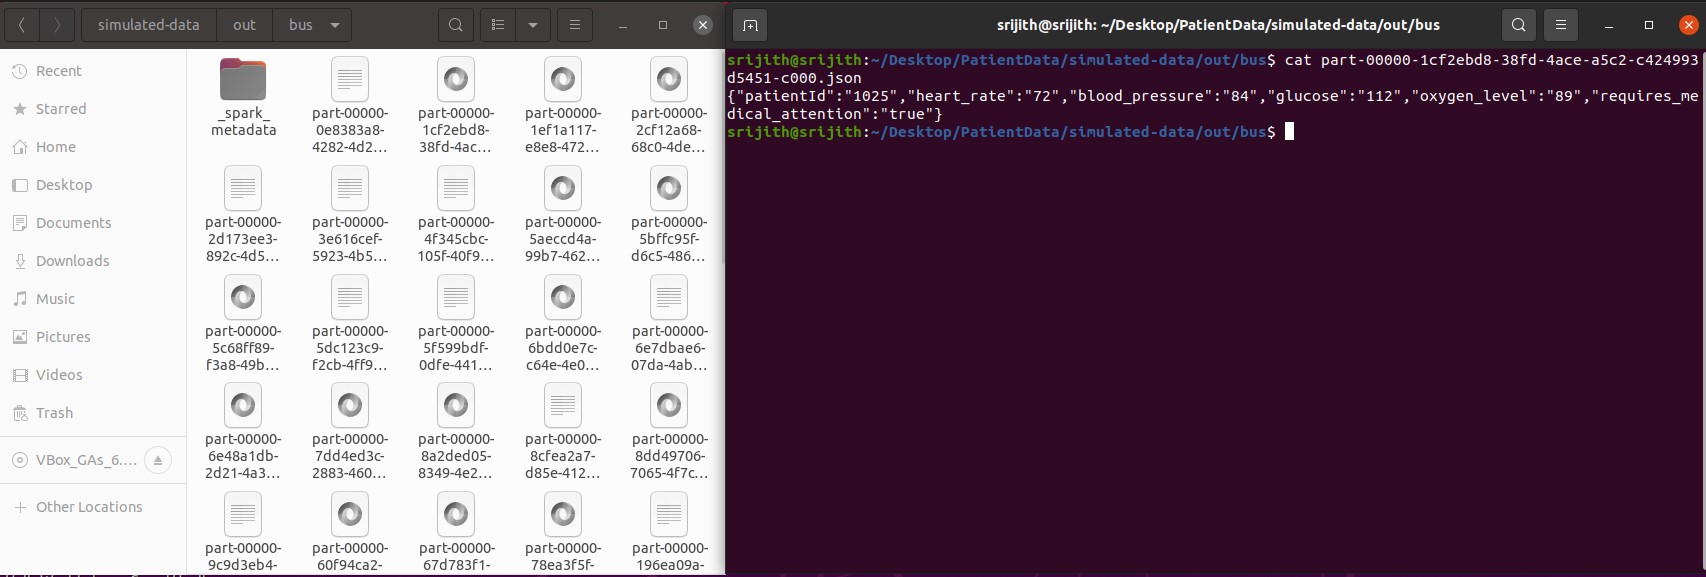 simulated-data out bus
srijith@srijith: ~/Desktop/PatientData/simulated-data/out/bus
Recent
Starred
Home
Desktop
Documents
Downloads
Music
Pictures
Videos
Trash
VBox_GAs_6....
Other Locations
_spark_
metadata
part-00000-
0e8383a8-
4282-4d2...
part-00000-
1cf2ebd8-
38fd-4ac...
part-00000-
1ef1a117-
e8e8-472...
part-00000-
2cf12a68-
68c0-4de...
part-00000-
2d173ee3-
892c-4d5...
part-00000-
3e616cef-
5923-4b5...
part-00000-
4f345cbc-
105f-40f9...
part-00000-
5aeccd4a-
99b7-462...
part-00000-
5bffc95f-
d6c5-486...
part-00000-
5c68ff89-
f3a8-49b...
part-00000-
5dc123c9-
f2cb-4ff9...
part-00000-
5f599bdf-
0dfe-441...
part-00000-
6bdd0e7c-
c64e-4e0...
part-00000-
6e7dbae6-
07da-4ab...
part-00000-
6e48a1db-
2d21-4a3...
part-00000-
7dd4ed3c-
2883-460...
part-00000-
8a2ded05-
8349-4e2...
part-00000-
8cfea2a7-
d85e-412...
part-00000-
8dd49706-
7065-4f7c...
part-00000-
9c9d3eb4-
part-00000-
60f94ca2-
part-00000-
67d783f1-
part-00000-
78ea3f5f-
part-00000-
196ea09a-
srijith@srijith:~/Desktop/PatientData/simulated-data/out/bus$ cat part-00000-1cf2ebd8-38fd-4ace-a5c2-c424993
d5451-c000.json
{"patientId":"1025","heart_rate":"72","blood_pressure":"84","glucose":"112","oxygen_level":"89","requires_me
dical_attention":"true"}
srijith@srijith:~/Desktop/PatientData/simulated-data/out/bus$